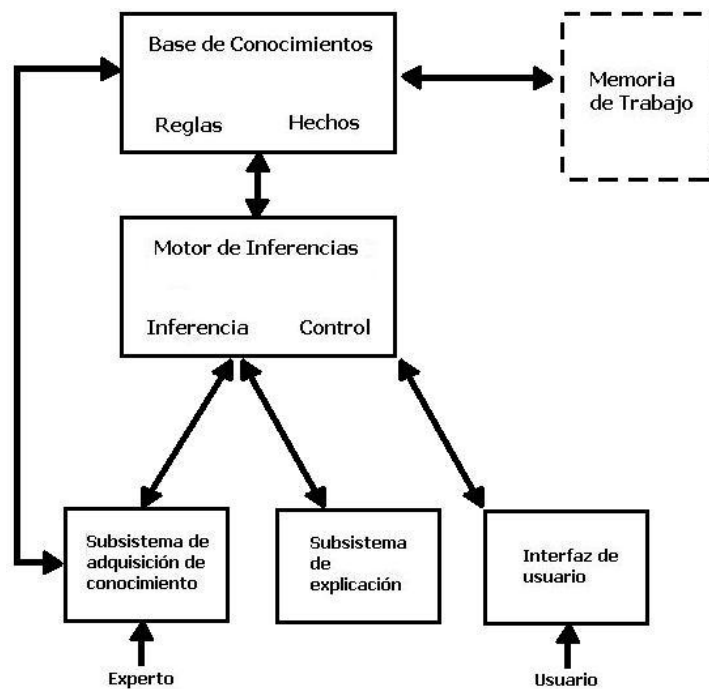 Base de Conocimientos
Reglas
Hechos
Memoria
de Trabajo
Motor de Inferencias
Inferencia
Control
Subsistema de
adquisición de
conocimiento
Subsistema
de
explicación
Interfaz de
usuario
Experto
Usuario